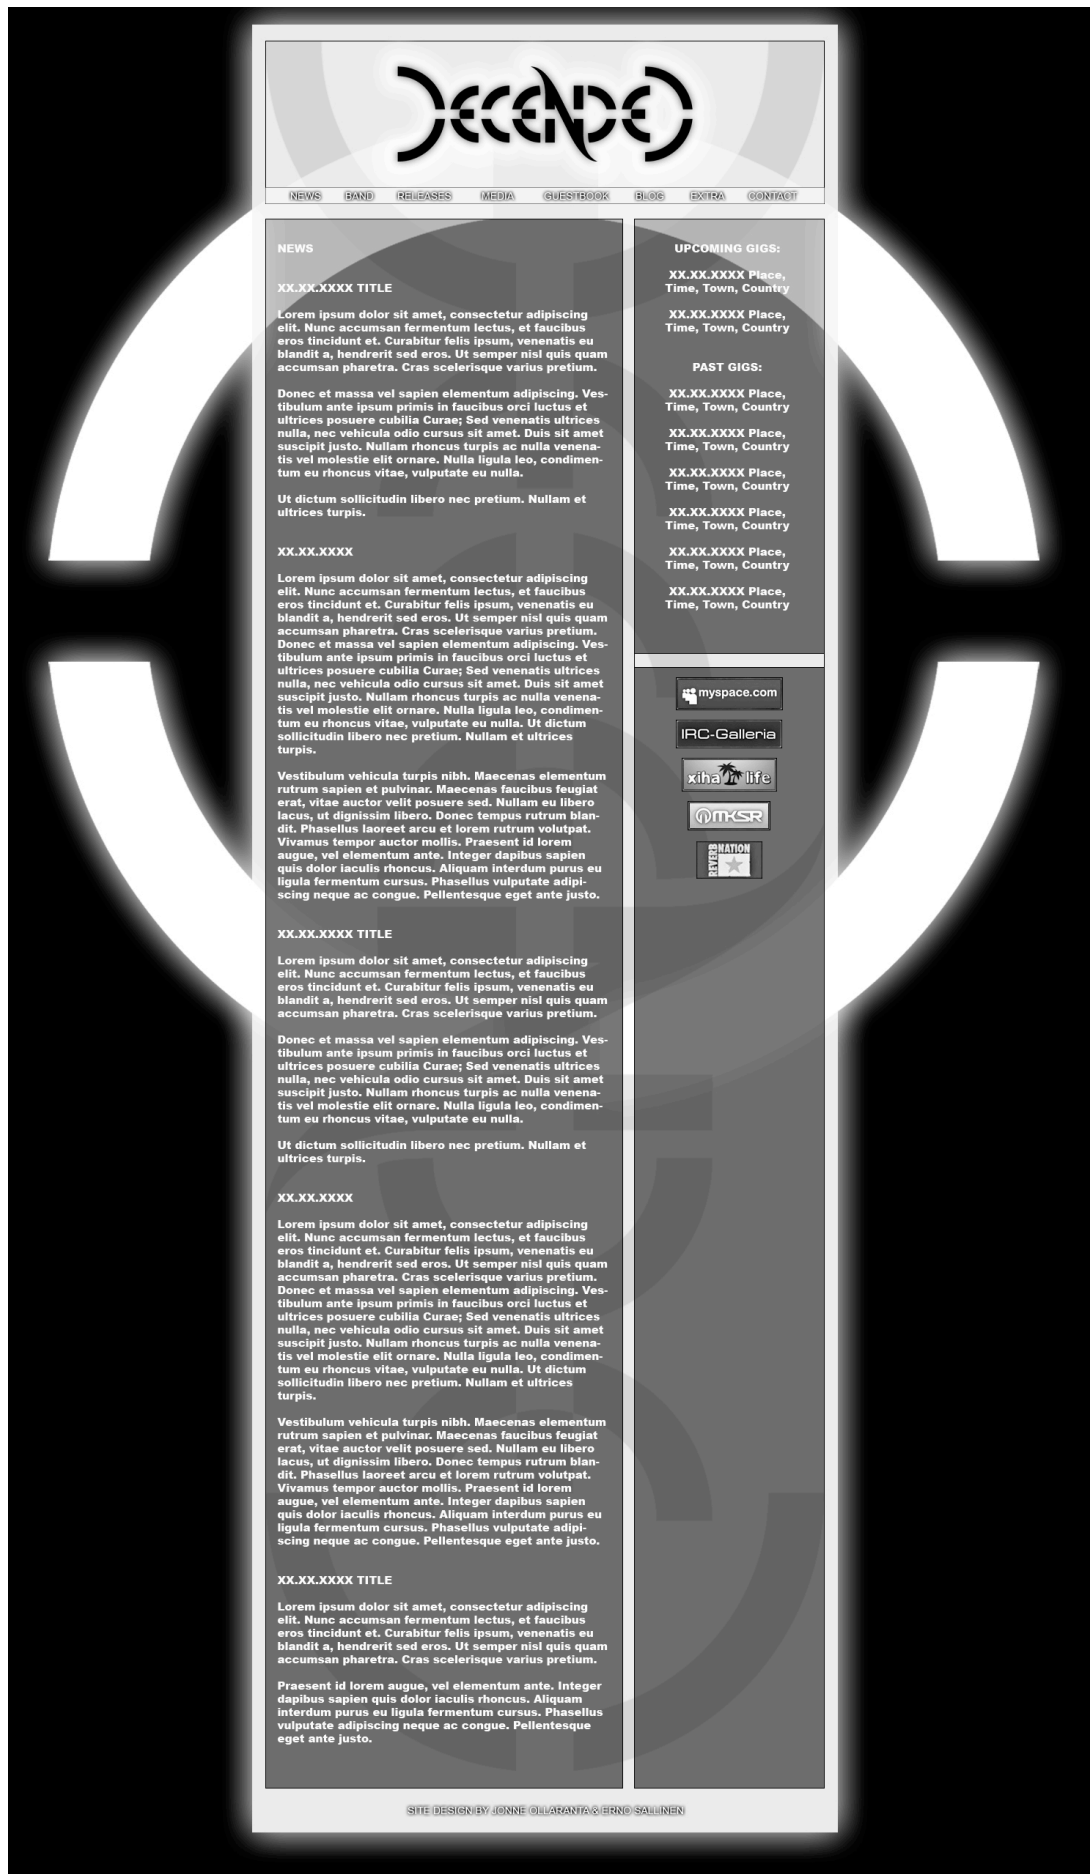 DECENDED
NEWS BAND RELEASES MEDIA GUESTBOOK BLOG EXTRA CONTACT
NEWS
XX.XX.XXXX TITLE
Lorem ipsum dolor sit amet, consectetur adipiscing
elit. Nunc accumsan fermentum lectus, et faucibus
eros tincidunt et. Curabitur felis ipsum, venenatis eu
blandit a, hendrerit sed eros. Ut semper nisl quis quam
accumsan pharetra. Cras scelerisque varius pretium.
Donec et massa vel sapien elementum adipiscing. Ves-
tibulum ante ipsum primis in faucibus orci luctus et
ultrices posuere cubilia Curae; Sed venenatis ultrices
nulla, nec vehicula odio cursus sit amet. Duis sit amet
suscipit justo. Nullam rhoncus turpis ac nulla venena-
tis vel molestie elit ornare. Nulla ligula leo, condimen-
tum eu rhoncus vitae, vulputate eu nulla.
Ut dictum sollicitudin libero nec pretium. Nullam et
ultrices turpis.
XX.XX.XXXX
Lorem ipsum dolor sit amet, consectetur adipiscing
elit. Nunc accumsan fermentum lectus, et faucibus
eros tincidunt et. Curabitur felis ipsum, venenatis eu
blandit a, hendrerit sed eros. Ut semper nisl quis quam
accumsan pharetra. Cras scelerisque varius pretium.
Donec et massa vel sapien elementum adipiscing. Ves-
tibulum ante ipsum primis in faucibus orci luctus et
ultrices posuere cubilia Curae; Sed venenatis ultrices
nulla, nec vehicula odio cursus sit amet. Duis sit amet
suscipit justo. Nullam rhoncus turpis ac nulla venena-
tis vel molestie elit ornare. Nulla ligula leo, condimen-
tum eu rhoncus vitae, vulputate eu nulla. Ut dictum
sollicitudin libero nec pretium. Nullam et ultrices
turpis.
Vestibulum vehicula turpis nibh. Maecenas elementum
rutrum sapien et pulvinar. Maecenas faucibus feugiat
erat, vitae auctor velit posuere sed. Nullam eu libero
lacus, ut dignissim libero. Donec tempus rutrum blan-
dit. Phasellus laoreet arcu et lorem rutrum volutpat.
Vivamus tempor auctor mollis. Praesent id lorem
augue, vel elementum ante. Integer dapibus sapien
quis dolor iaculis rhoncus. Aliquam interdum purus eu
ligula fermentum cursus. Phasellus vulputate adipi-
scing neque ac congue. Pellentesque eget ante justo.
XX.XX.XXXX TITLE
Lorem ipsum dolor sit amet, consectetur adipiscing
elit. Nunc accumsan fermentum lectus, et faucibus
eros tincidunt et. Curabitur felis ipsum, venenatis eu
blandit a, hendrerit sed eros. Ut semper nisl quis quam
accumsan pharetra. Cras scelerisque varius pretium.
Donec et massa vel sapien elementum adipiscing. Ves-
tibulum ante ipsum primis in faucibus orci luctus et
ultrices posuere cubilia Curae; Sed venenatis ultrices
nulla, nec vehicula odio cursus sit amet. Duis sit amet
suscipit justo. Nullam rhoncus turpis ac nulla venena-
tis vel molestie elit ornare. Nulla ligula leo, condimen-
tum eu rhoncus vitae, vulputate eu nulla.
Ut dictum sollicitudin libero nec pretium. Nullam et
ultrices turpis.
XX.XX.XXXX
Lorem ipsum dolor sit amet, consectetur adipiscing
elit. Nunc accumsan fermentum lectus, et faucibus
eros tincidunt et. Curabitur felis ipsum, venenatis eu
blandit a, hendrerit sed eros. Ut semper nisl quis quam
accumsan pharetra. Cras scelerisque varius pretium.
Donec et massa vel sapien elementum adipiscing. Ves-
tibulum ante ipsum primis in faucibus orci luctus et
ultrices posuere cubilia Curae; Sed venenatis ultrices
nulla, nec vehicula odio cursus sit amet. Duis sit amet
suscipit justo. Nullam rhoncus turpis ac nulla venena-
tis vel molestie elit ornare. Nulla ligula leo, condimen-
tum eu rhoncus vitae, vulputate eu nulla. Ut dictum
sollicitudin libero nec pretium. Nullam et ultrices
turpis.
Vestibulum vehicula turpis nibh. Maecenas elementum
rutrum sapien et pulvinar. Maecenas faucibus feugiat
erat, vitae auctor velit posuere sed. Nullam eu libero
lacus, ut dignissim libero. Donec tempus rutrum blan-
dit. Phasellus laoreet arcu et lorem rutrum volutpat.
Vivamus tempor auctor mollis. Praesent id lorem
augue, vel elementum ante. Integer dapibus sapien
quis dolor iaculis rhoncus. Aliquam interdum purus eu
ligula fermentum cursus. Phasellus vulputate adipi-
scing neque ac congue. Pellentesque eget ante justo.
XX.XX.XXXX TITLE
Lorem ipsum dolor sit amet, consectetur adipiscing
elit. Nunc accumsan fermentum lectus, et faucibus
eros tincidunt et. Curabitur felis ipsum, venenatis eu
blandit a, hendrerit sed eros. Ut semper nisl quis quam
accumsan pharetra. Cras scelerisque varius pretium.
Praesent id lorem augue, vel elementum ante. Integer
dapibus sapien quis dolor iaculis rhoncus. Aliquam
interdum purus eu ligula fermentum cursus. Phasellus
vulputate adipiscing neque ac congue. Pellentesque
eget ante justo.
UPCOMING GIGS:
XX.XX.XXXX Place,
Time, Town, Country
XX.XX.XXXX Place,
Time, Town, Country
PAST GIGS:
XX.XX.XXXX Place,
Time, Town, Country
XX.XX.XXXX Place,
Time, Town, Country
XX.XX.XXXX Place,
Time, Town, Country
XX.XX.XXXX Place,
Time, Town, Country
XX.XX.XXXX Place,
Time, Town, Country
XX.XX.XXXX Place,
Time, Town, Country
myspace.com
IRC-Galleria
xiha life
MKSR
REVERB NATION
SITE DESIGN BY JONNE OLLARANTA & ERNO SALLINEN